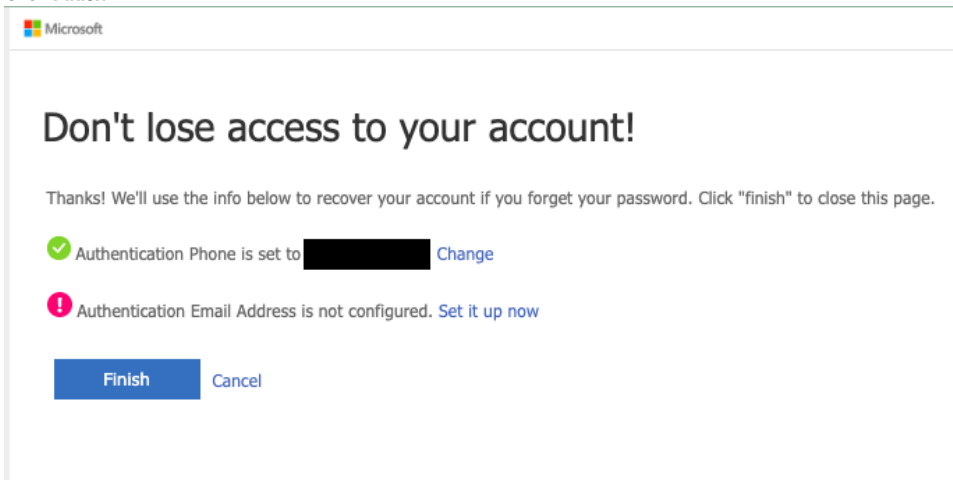 Microsoft
Don't lose access to your account!
Thanks! We'll use the info below to recover your account if you forget your password. Click "finish" to close this page.
Authentication Phone is set to Change
Authentication Email Address is not configured. Set it up now
Finish Cancel